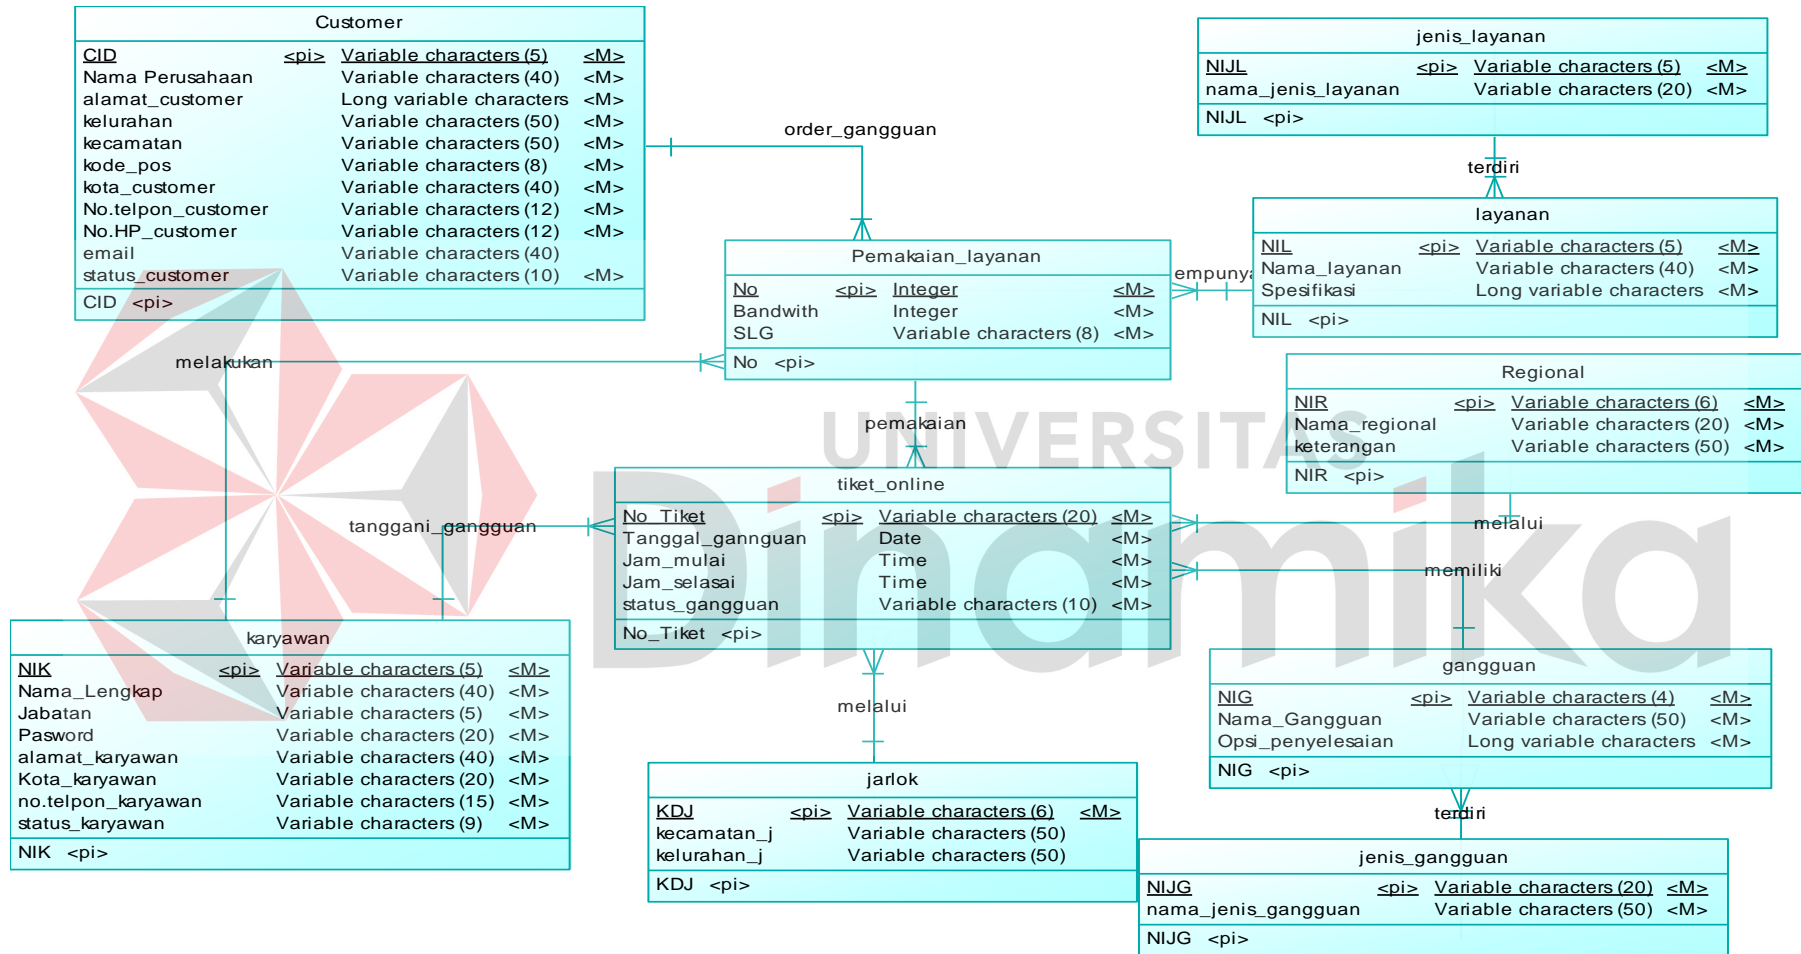 Customer
CID <pi> Variable characters (5) <M>
Nama Perusahaan Variable characters (40) <M>
alamat_customer Long variable characters <M>
kelurahan Variable characters (50) <M>
kecamatan Variable characters (50) <M>
kode_pos Variable characters (8) <M>
kota_customer Variable characters (40) <M>
No.telpon_customer Variable characters (12) <M>
No.HP_customer Variable characters (12) <M>
email Variable characters (40)
status_customer Variable characters (10) <M>
CID <pi>
order_gangguan
jenis_layanan
NIJL <pi> Variable characters (5) <M>
nama_jenis_layanan Variable characters (20) <M>
NIJL <pi>
terdiri
layanan
NIL <pi> Variable characters (5) <M>
Nama_layanan Variable characters (40) <M>
Spesifikasi Long variable characters <M>
NIL <pi>
empunya
Pemakaian_layanan
No <pi> Integer <M>
Bandwith Integer <M>
SLG Variable characters (8) <M>
No <pi>
melakukan
pemakaian
Regional
NIR <pi> Variable characters (6) <M>
Nama_regional Variable characters (20) <M>
keterangan Variable characters (50) <M>
NIR <pi>
UNIVERSITAS
Dinamika
tiket_online
No_Tiket <pi> Variable characters (20) <M>
Tanggal_gannguan Date <M>
Jam_mulai Time <M>
Jam_selasai Time <M>
status_gangguan Variable characters (10) <M>
No_Tiket <pi>
tanggani_gangguan
melalui
memiliki
karyawan
NIK <pi> Variable characters (5) <M>
Nama_Lengkap Variable characters (40) <M>
Jabatan Variable characters (5) <M>
Pasword Variable characters (20) <M>
alamat_karyawan Variable characters (40) <M>
Kota_karyawan Variable characters (20) <M>
no.telpon_karyawan Variable characters (15) <M>
status_karyawan Variable characters (9) <M>
NIK <pi>
melalui
jarlok
KDJ <pi> Variable characters (6) <M>
kecamatan_j Variable characters (50)
kelurahan_j Variable characters (50)
KDJ <pi>
gangguan
NIG <pi> Variable characters (4) <M>
Nama_Gangguan Variable characters (50) <M>
Opsi_penyelesaian Long variable characters <M>
NIG <pi>
terdiri
jenis_gangguan
NIJG <pi> Variable characters (20) <M>
nama_jenis_gangguan Variable characters (50) <M>
NIJG <pi>